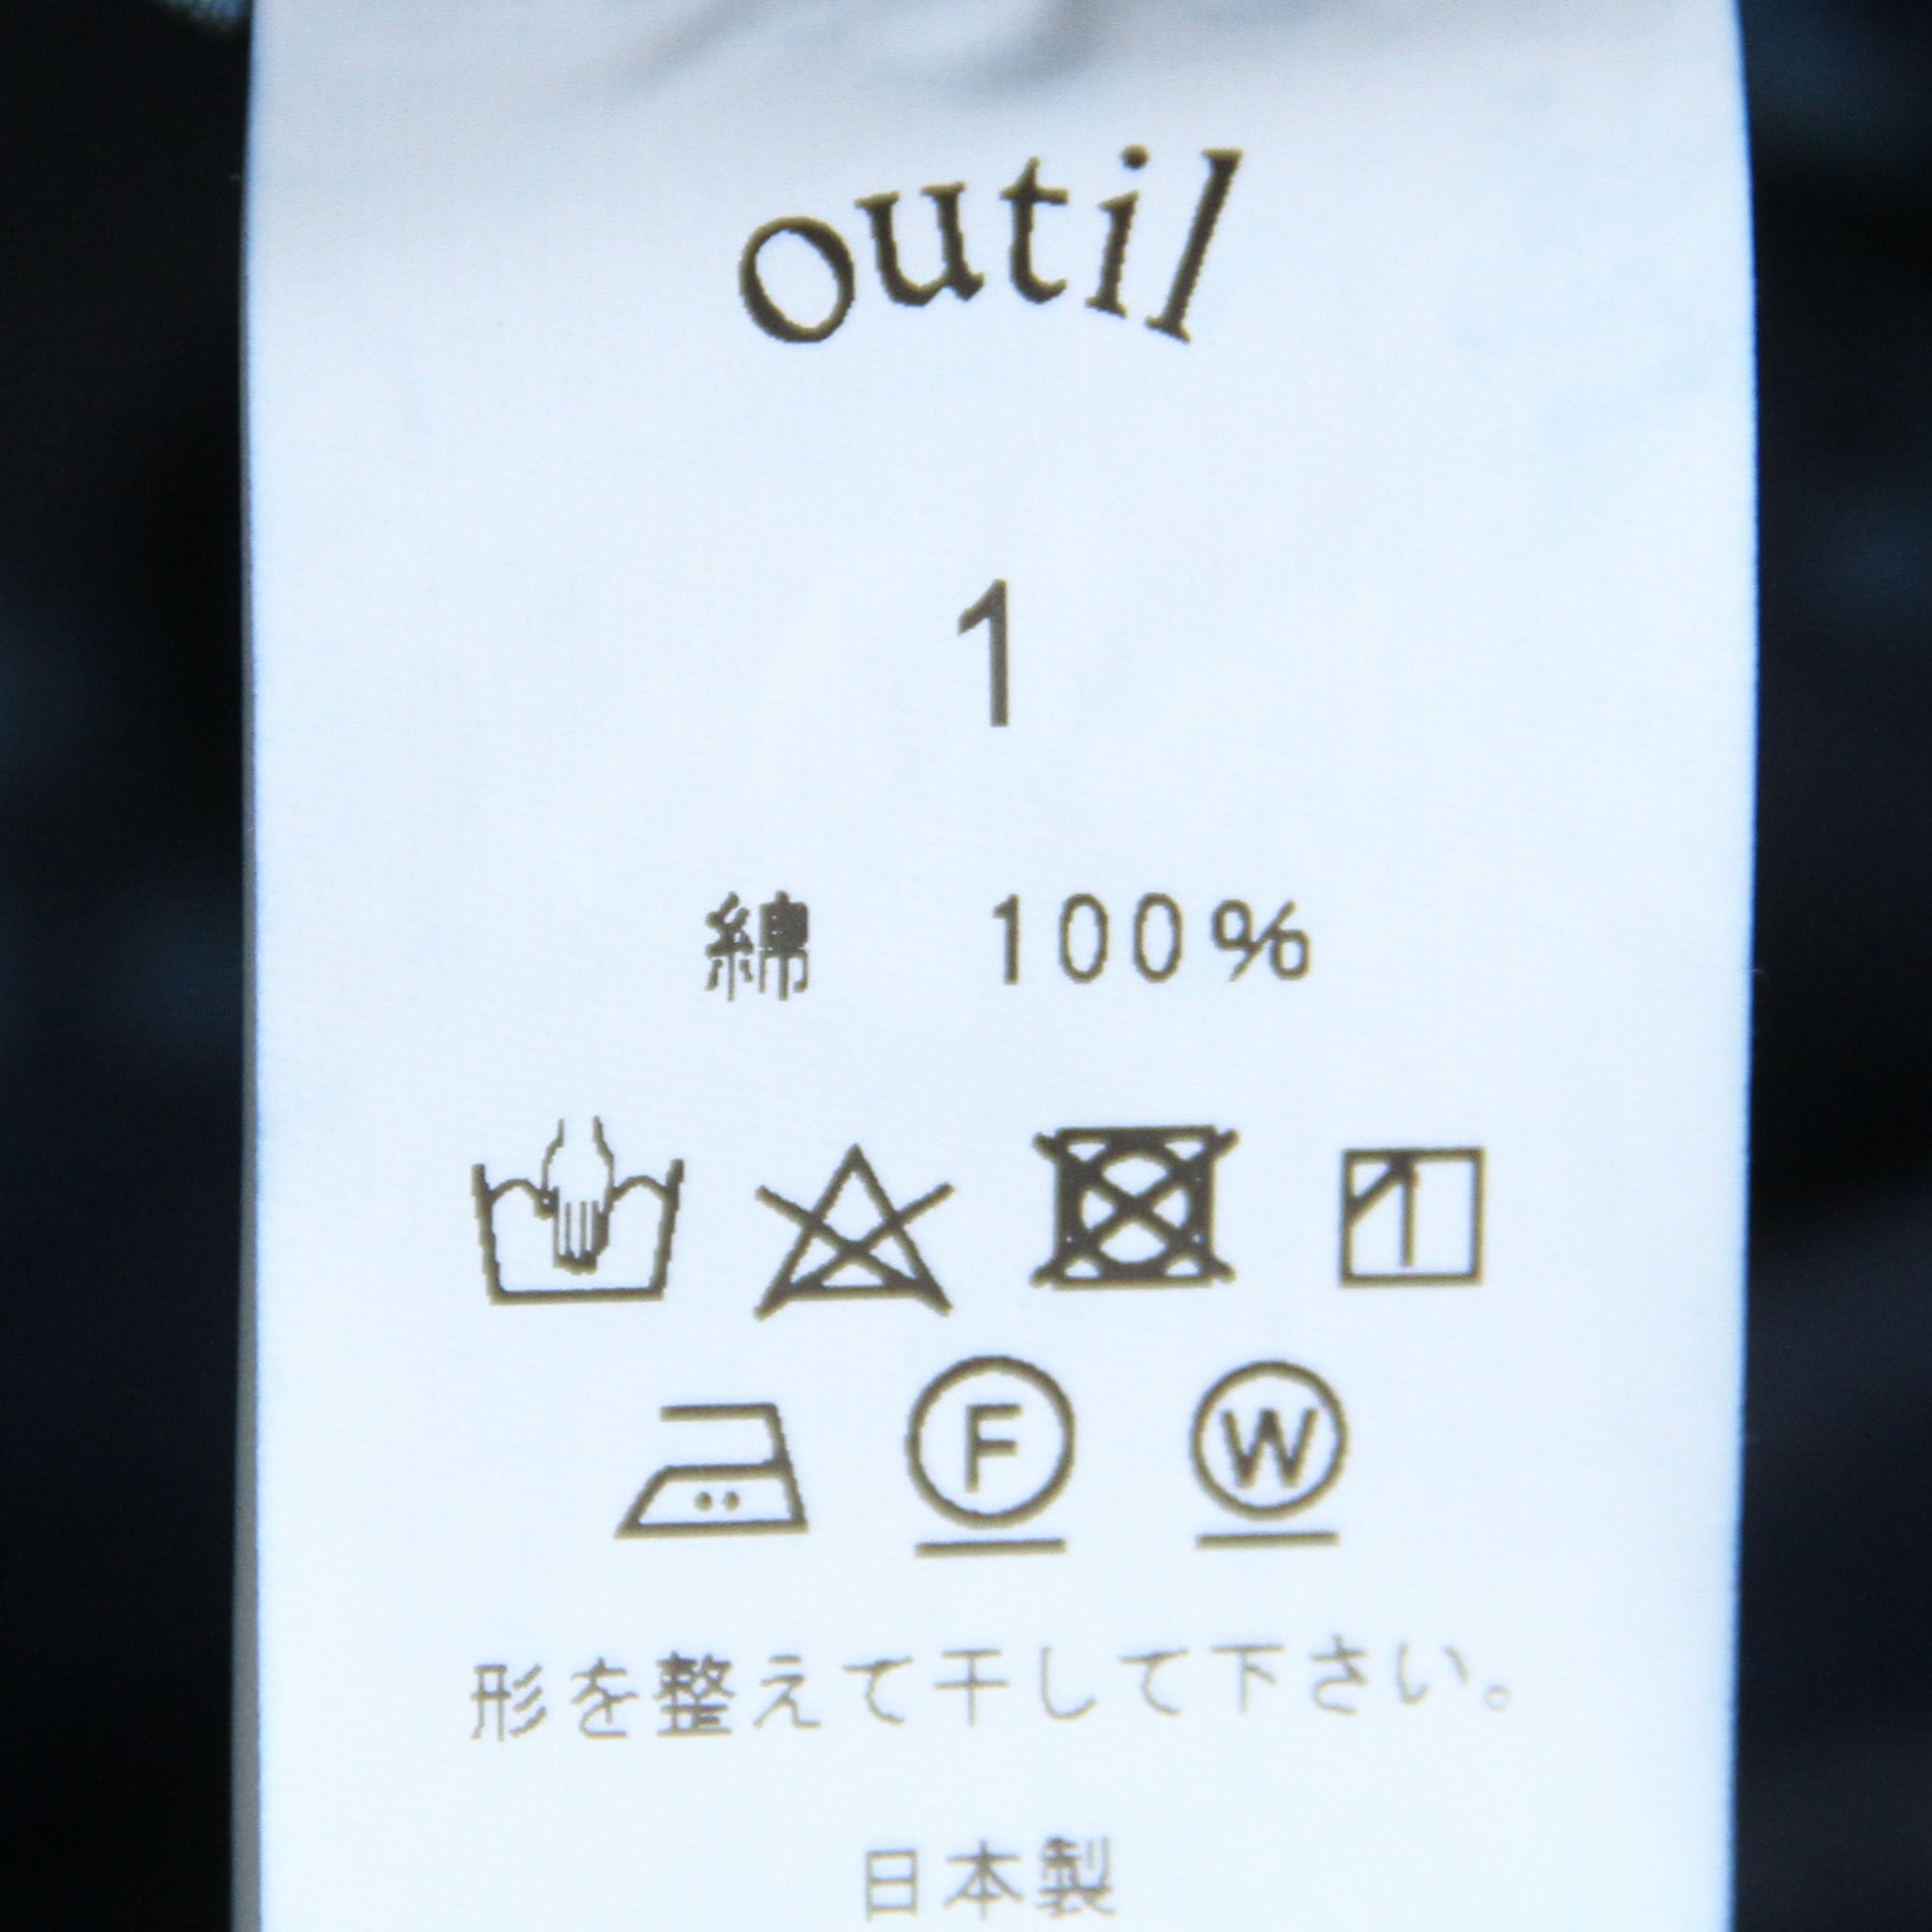 outil
1
綿 100%
F W
形を整えて干して下さい。
日本製